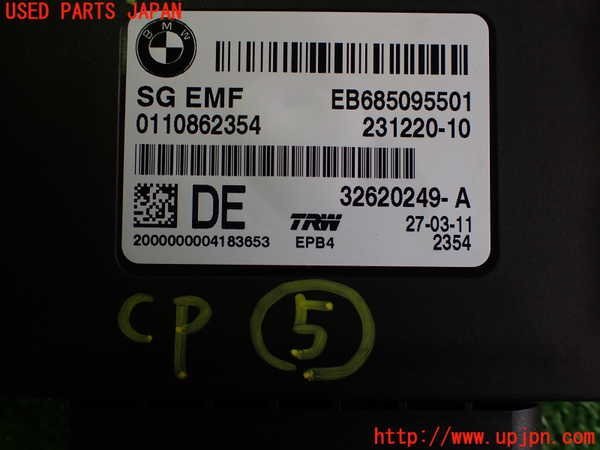 USED PARTS JAPAN
BMW
SG EMF
EB685095501
0110862354
231220-10
32620249-A
DE
TRW
27-03-11
2000000004183653
EPB4
2354
CP 5
http://www.upjpn.com/